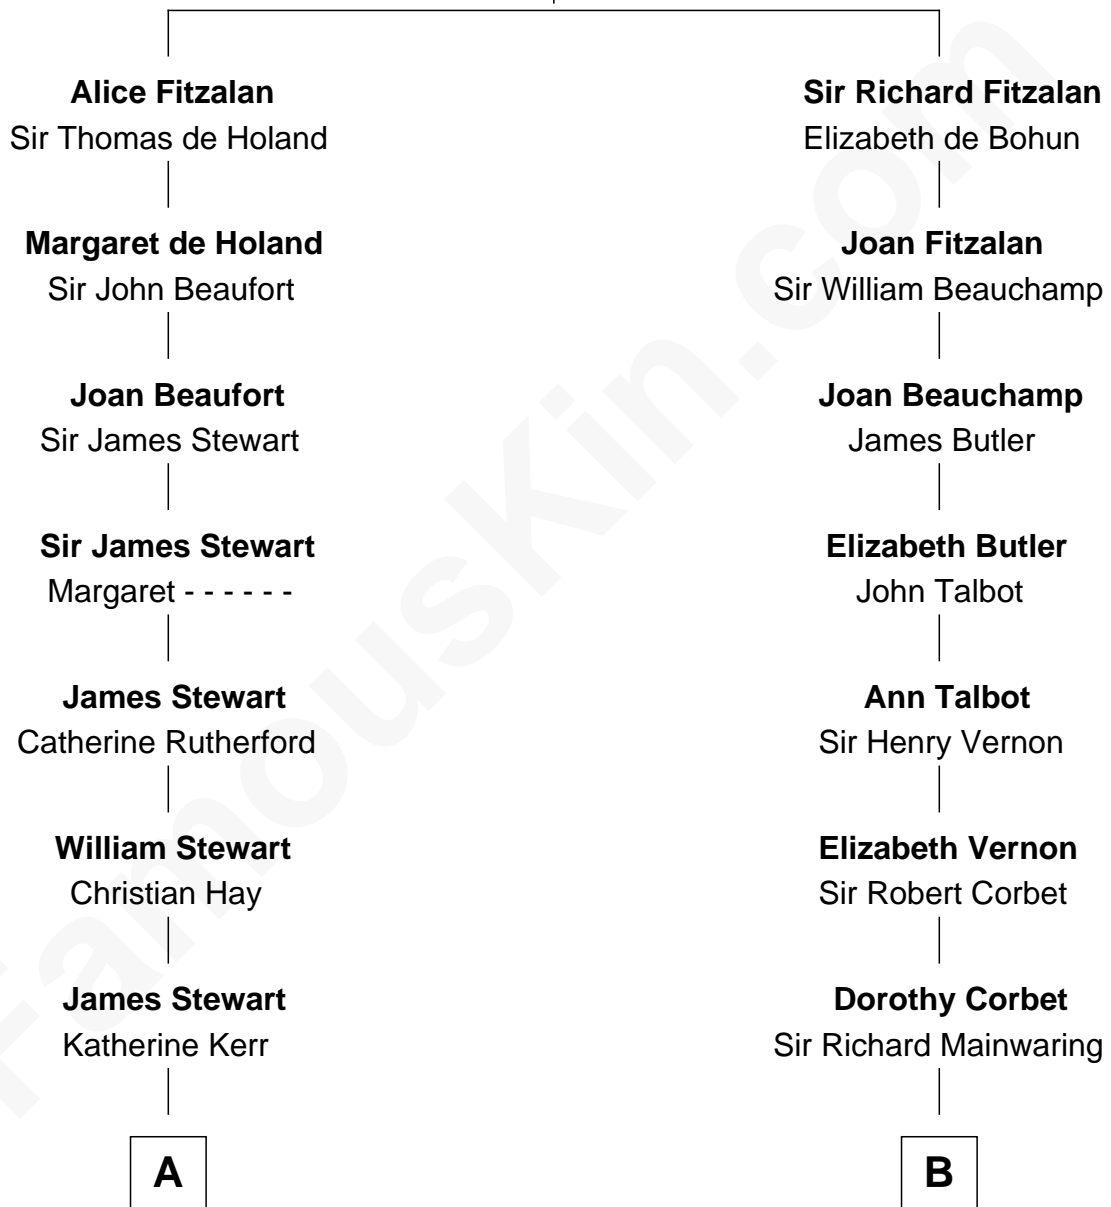 Alice Fitzalan
Sir Thomas de Holand
Margaret de Holand
Sir John Beaufort
Joan Beaufort
Sir James Stewart
Sir James Stewart
Margaret - - - - - -
James Stewart
Catherine Rutherford
William Stewart
Christian Hay
James Stewart
Katherine Kerr
A
Sir Richard Fitzalan
Elizabeth de Bohun
Joan Fitzalan
Sir William Beauchamp
Joan Beauchamp
James Butler
Elizabeth Butler
John Talbot
Ann Talbot
Sir Henry Vernon
Elizabeth Vernon
Sir Robert Corbet
Dorothy Corbet
Sir Richard Mainwaring
B
FamousKin.com